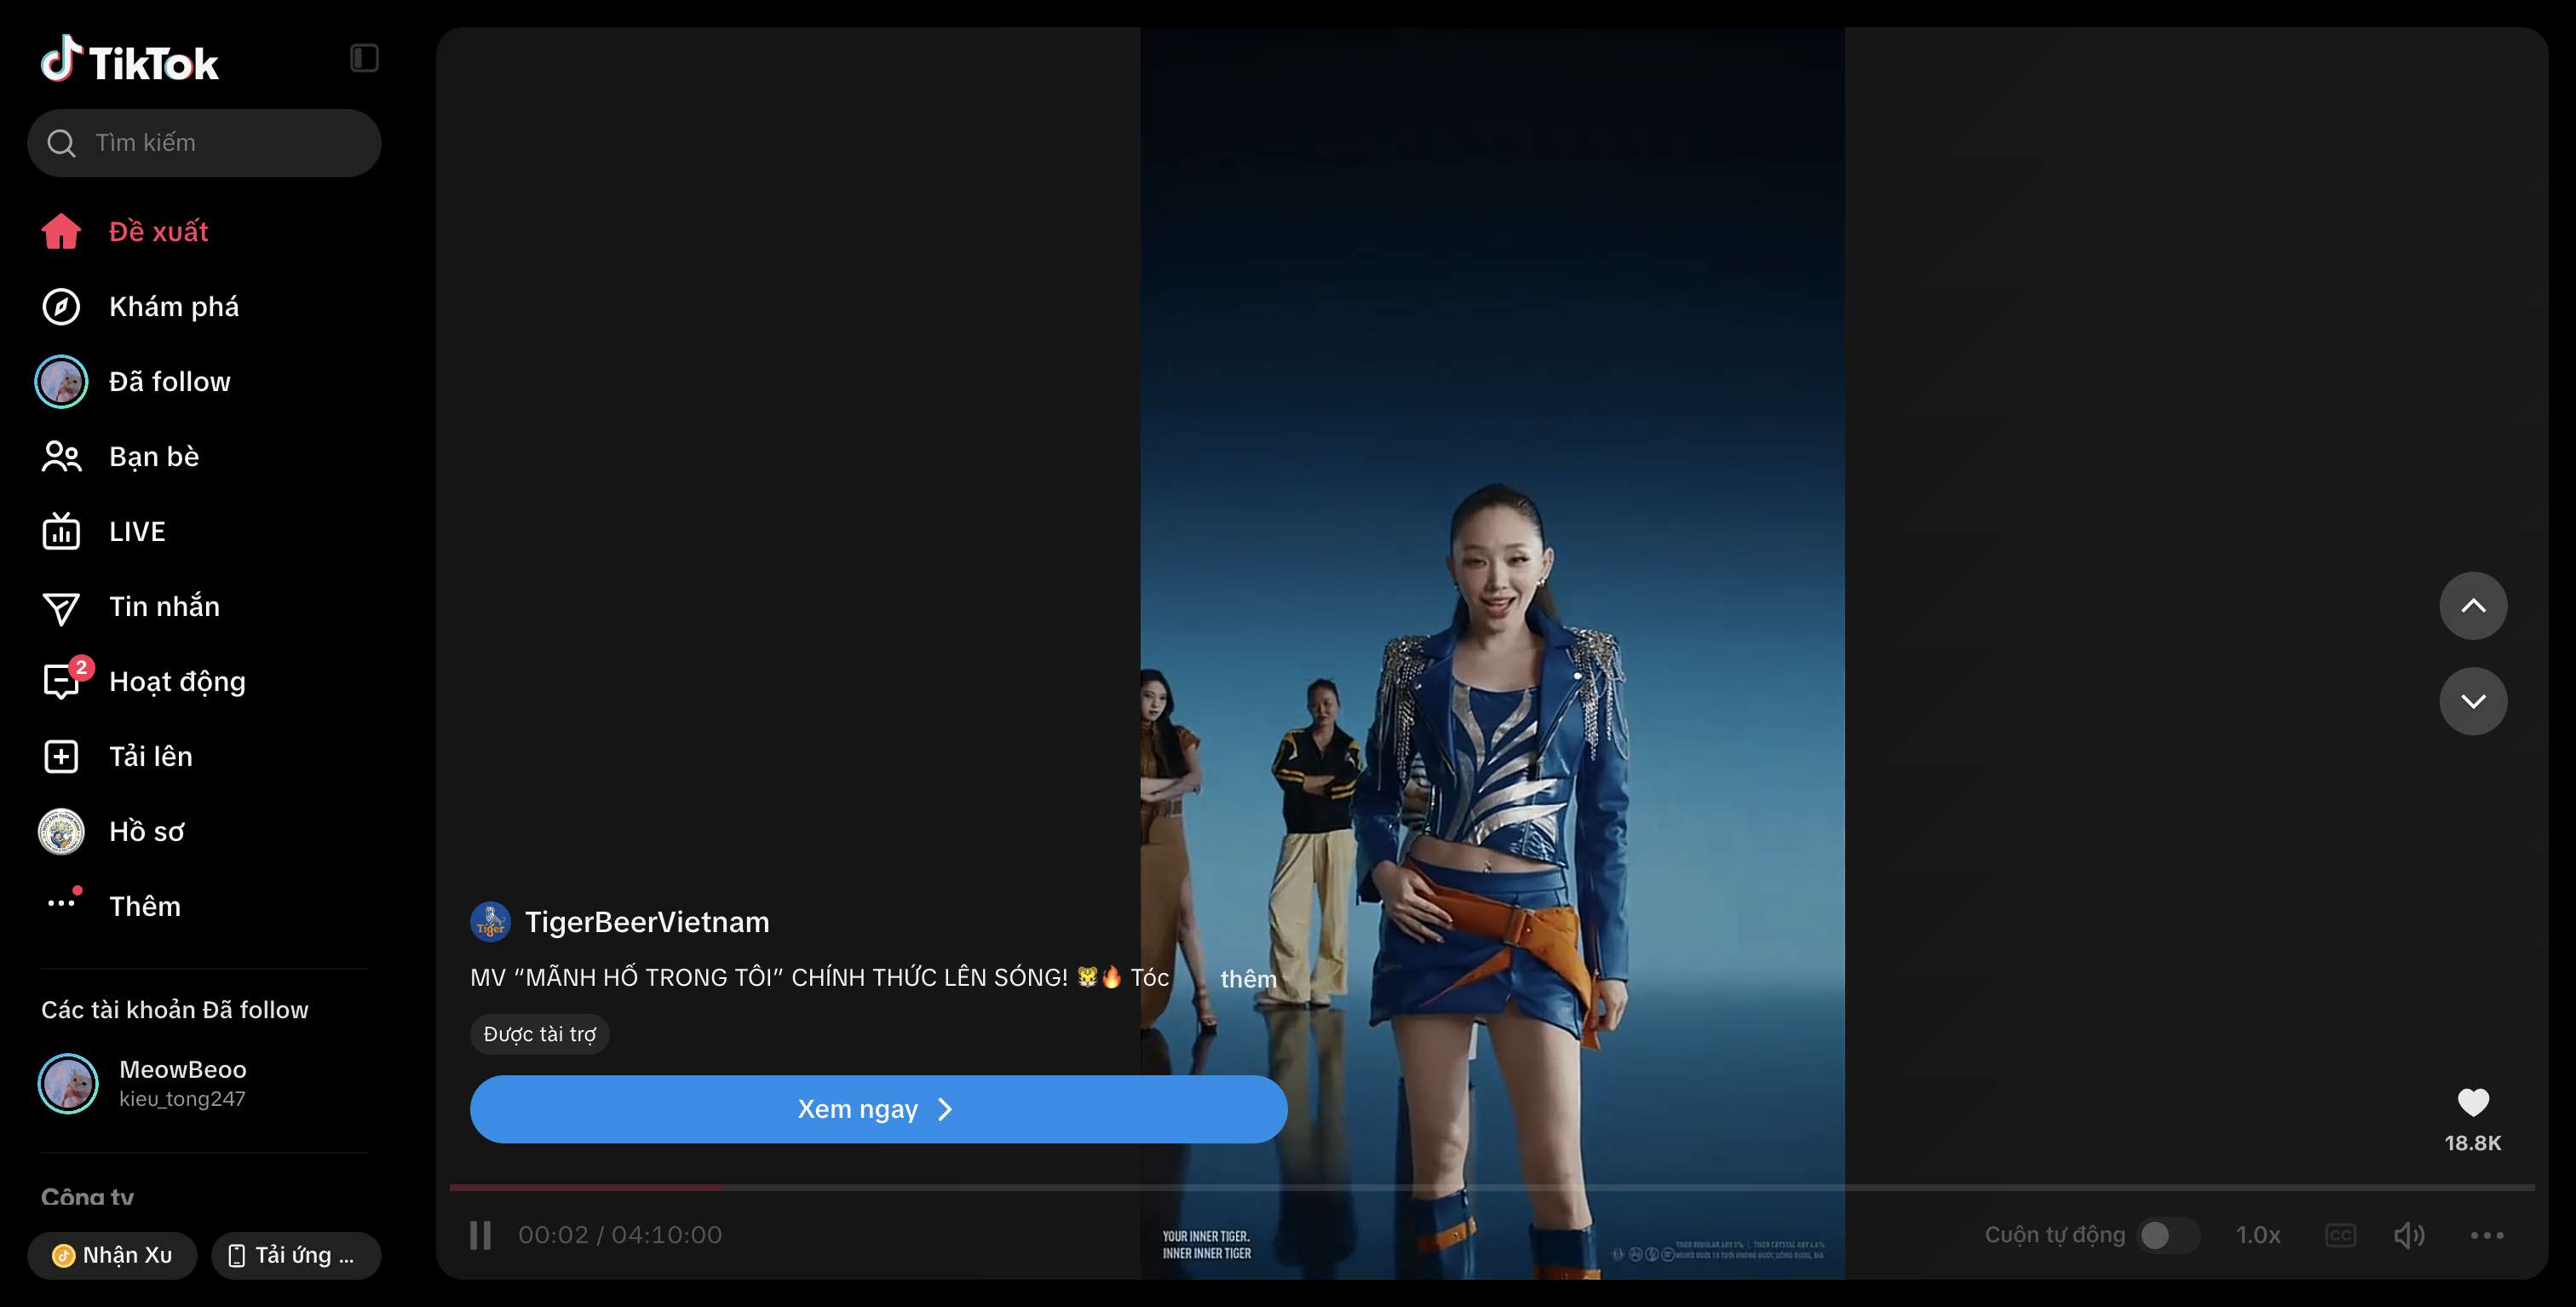 TikTok
Tìm kiếm
Đề xuất
Khám phá
Đã follow
Bạn bè
LIVE
Tin nhắn
2
Hoạt động
Tải lên
Hồ sơ
Thêm
Các tài khoản Đã follow
MeowBeoo
kieu_tong247
Công ty
Nhận Xu
Tải ứng ...
Tiger
TigerBeerVietnam
MV “MÃNH HỔ TRONG TÔI” CHÍNH THỨC LÊN SÓNG! 🐯🔥 Tóc thêm
Được tài trợ
Xem ngay
18.8K
00:02 / 04:10:00
YOUR INNER TIGER.
INNER INNER TIGER
Cuộn tự động
1.0x
CC